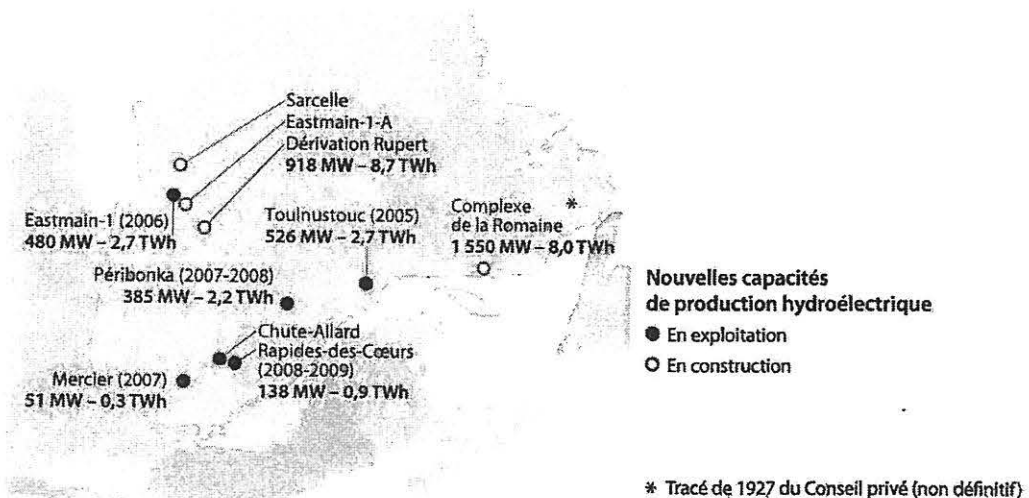 Sarcelle
Eastmain-1-A
Dérivation Rupert
918 MW – 8,7 TWh
Eastmain-1 (2006)
480 MW – 2,7 TWh
Toulnustouc (2005)
526 MW – 2,7 TWh
Complexe *
de la Romaine
1 550 MW – 8,0 TWh
Péribonka (2007-2008)
385 MW – 2,2 TWh
Chute-Allard
Rapides-des-Cœurs
(2008-2009)
138 MW – 0,9 TWh
Mercier (2007)
51 MW – 0,3 TWh
Nouvelles capacités
de production hydroélectrique
● En exploitation
○ En construction
* Tracé de 1927 du Conseil privé (non définitif)